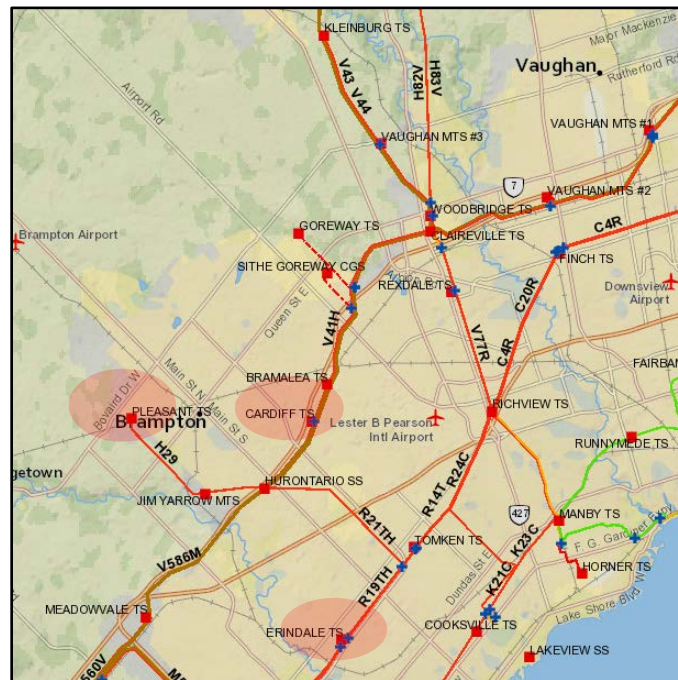 KLEINBURG TS
Major Mackenzie
Rutherford Rd
Vaughan
V43 V44
H82V
H83V
Airport Rd
VAUGHAN MTS #1
VAUGHAN MTS #3
7
VAUGHAN MTS #2
WOODBRIDGE TS
GOREWAY TS
CLAIREVILLE TS
C4R
Brampton Airport
SITHE GOREWAY CGS
FINCH TS
REXDALE TS
Queen St E
C20R
Downsview
Airport
V41H
V77R
C4R
FAIRBAN
BRAMALEA TS
Bovaird Dr W
Main St N
Main St S
PLEASANT TS
CARDIFF TS
Brampton
Lester B Pearson
Intl Airport
RICHVIEW TS
RUNNYMEDE TS
H29
getown
HURONTARIO SS
JIM YARROW MTS
R14T
R24C
427
MANBY TS
R21TH
F. G. Gardiner Expy
TOMKEN TS
Dundas St E
K23C
V586M
HORNER TS
R19TH
K21C
MEADOWVALE TS
Lake Shore Blvd W
ERINDALE TS
COOKSVILLE TS
LAKEVIEW SS
560V